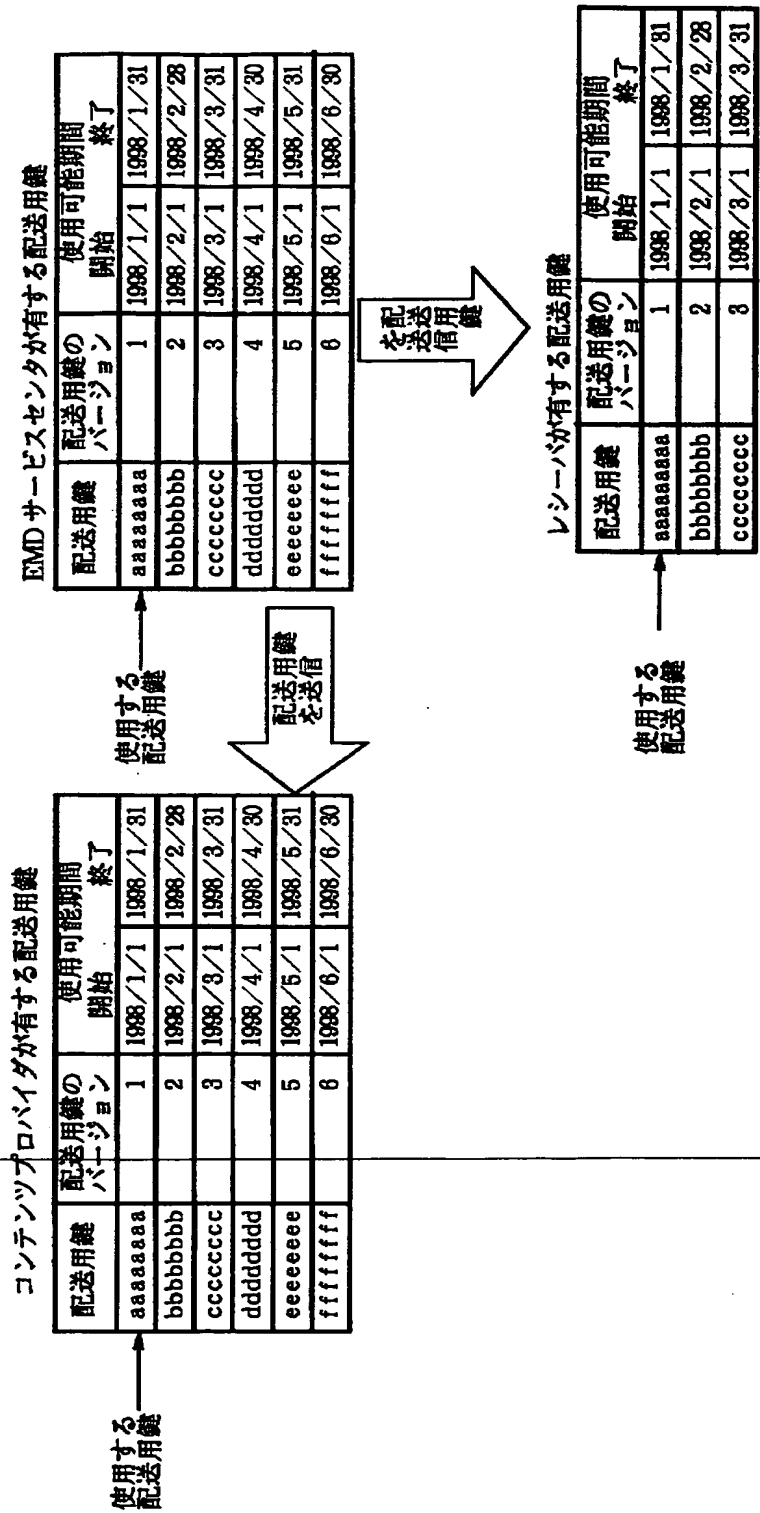 コンテンツプロバイダが有する配送用鍵
配送用鍵 配送用鍵の 使用可能期間
バージョン 開始 終了
使用する
配送用鍵
aaaaaaaa 1 1998/1/1 1998/1/31
bbbbbbbb 2 1998/2/1 1998/2/28
cccccccc 3 1998/3/1 1998/3/31
dddddddd 4 1998/4/1 1998/4/30
eeeeeeee 5 1998/5/1 1998/5/31
ffffffff 6 1998/6/1 1998/6/30
配送用鍵
を送信
EMDサービスセンタが有する配送用鍵
配送用鍵 配送用鍵の 使用可能期間
バージョン 開始 終了
使用する
配送用鍵
aaaaaaaa 1 1998/1/1 1998/1/31
bbbbbbbb 2 1998/2/1 1998/2/28
cccccccc 3 1998/3/1 1998/3/31
dddddddd 4 1998/4/1 1998/4/30
eeeeeeee 5 1998/5/1 1998/5/31
ffffffff 6 1998/6/1 1998/6/30
配送用鍵
を送信
レシーバが有する配送用鍵
配送用鍵 配送用鍵の 使用可能期間
バージョン 開始 終了
使用する
配送用鍵
aaaaaaaa 1 1998/1/1 1998/1/31
bbbbbbbb 2 1998/2/1 1998/2/28
cccccccc 3 1998/3/1 1998/3/31